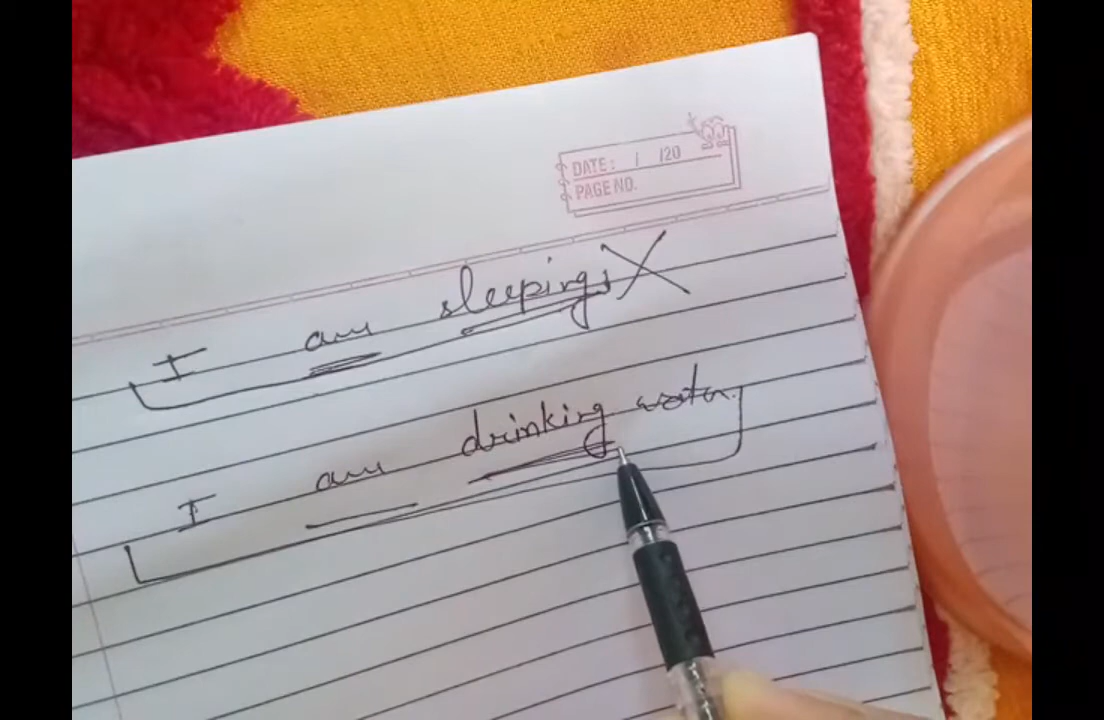 DATE: / /20
PAGE NO.
I am sleeping
I am drinking water.